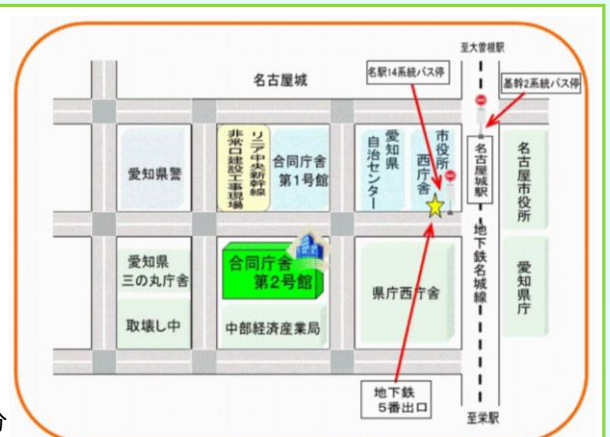 至大曽根駅
名駅14系統バス停
基幹2系統バス停
名古屋城
愛知県警
リニア中央新幹線
非常口建設工事現場
合同庁舎
第1号館
愛知県
自治センター
市役所
西庁舎
名古屋城駅
名古屋市役所
地下鉄名城線
愛知県
三の丸庁舎
合同庁舎
第2号館
県庁西庁舎
愛知県庁
取壊し中
中部経済産業局
地下鉄
5番出口
至栄駅
分